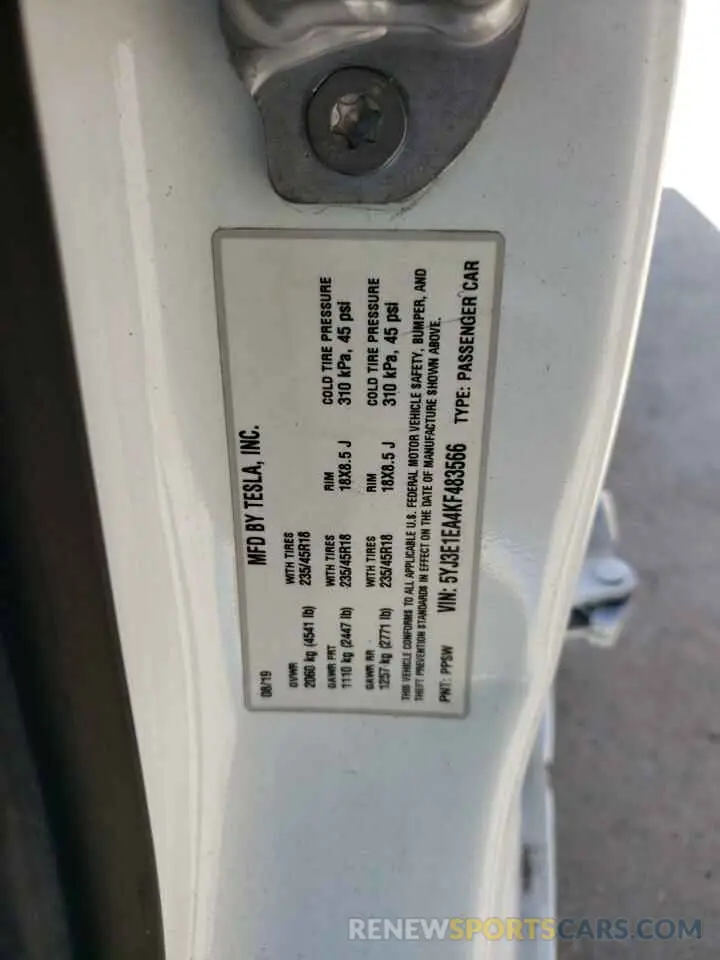 MFD BY TESLA, INC.
08/19
GVWR WITH TIRES RIM COLD TIRE PRESSURE
2060 kg (4541 lb) 235/45R18
GAWR FRT WITH TIRES RIM COLD TIRE PRESSURE
1110 kg (2447 lb) 235/45R18 18X8.5 J 310 kPa, 45 psi
GAWR RR WITH TIRES RIM COLD TIRE PRESSURE
1257 kg (2771 lb) 235/45R18 18X8.5 J 310 kPa, 45 psi
THIS VEHICLE CONFORMS TO ALL APPLICABLE U.S. FEDERAL MOTOR VEHICLE SAFETY, BUMPER, AND
THEFT PREVENTION STANDARDS IN EFFECT ON THE DATE OF MANUFACTURE SHOWN ABOVE.
PNT: PPSW VIN: 5YJ3E1EA4KF483566 TYPE: PASSENGER CAR
RENEWSPORTSCARS.COM